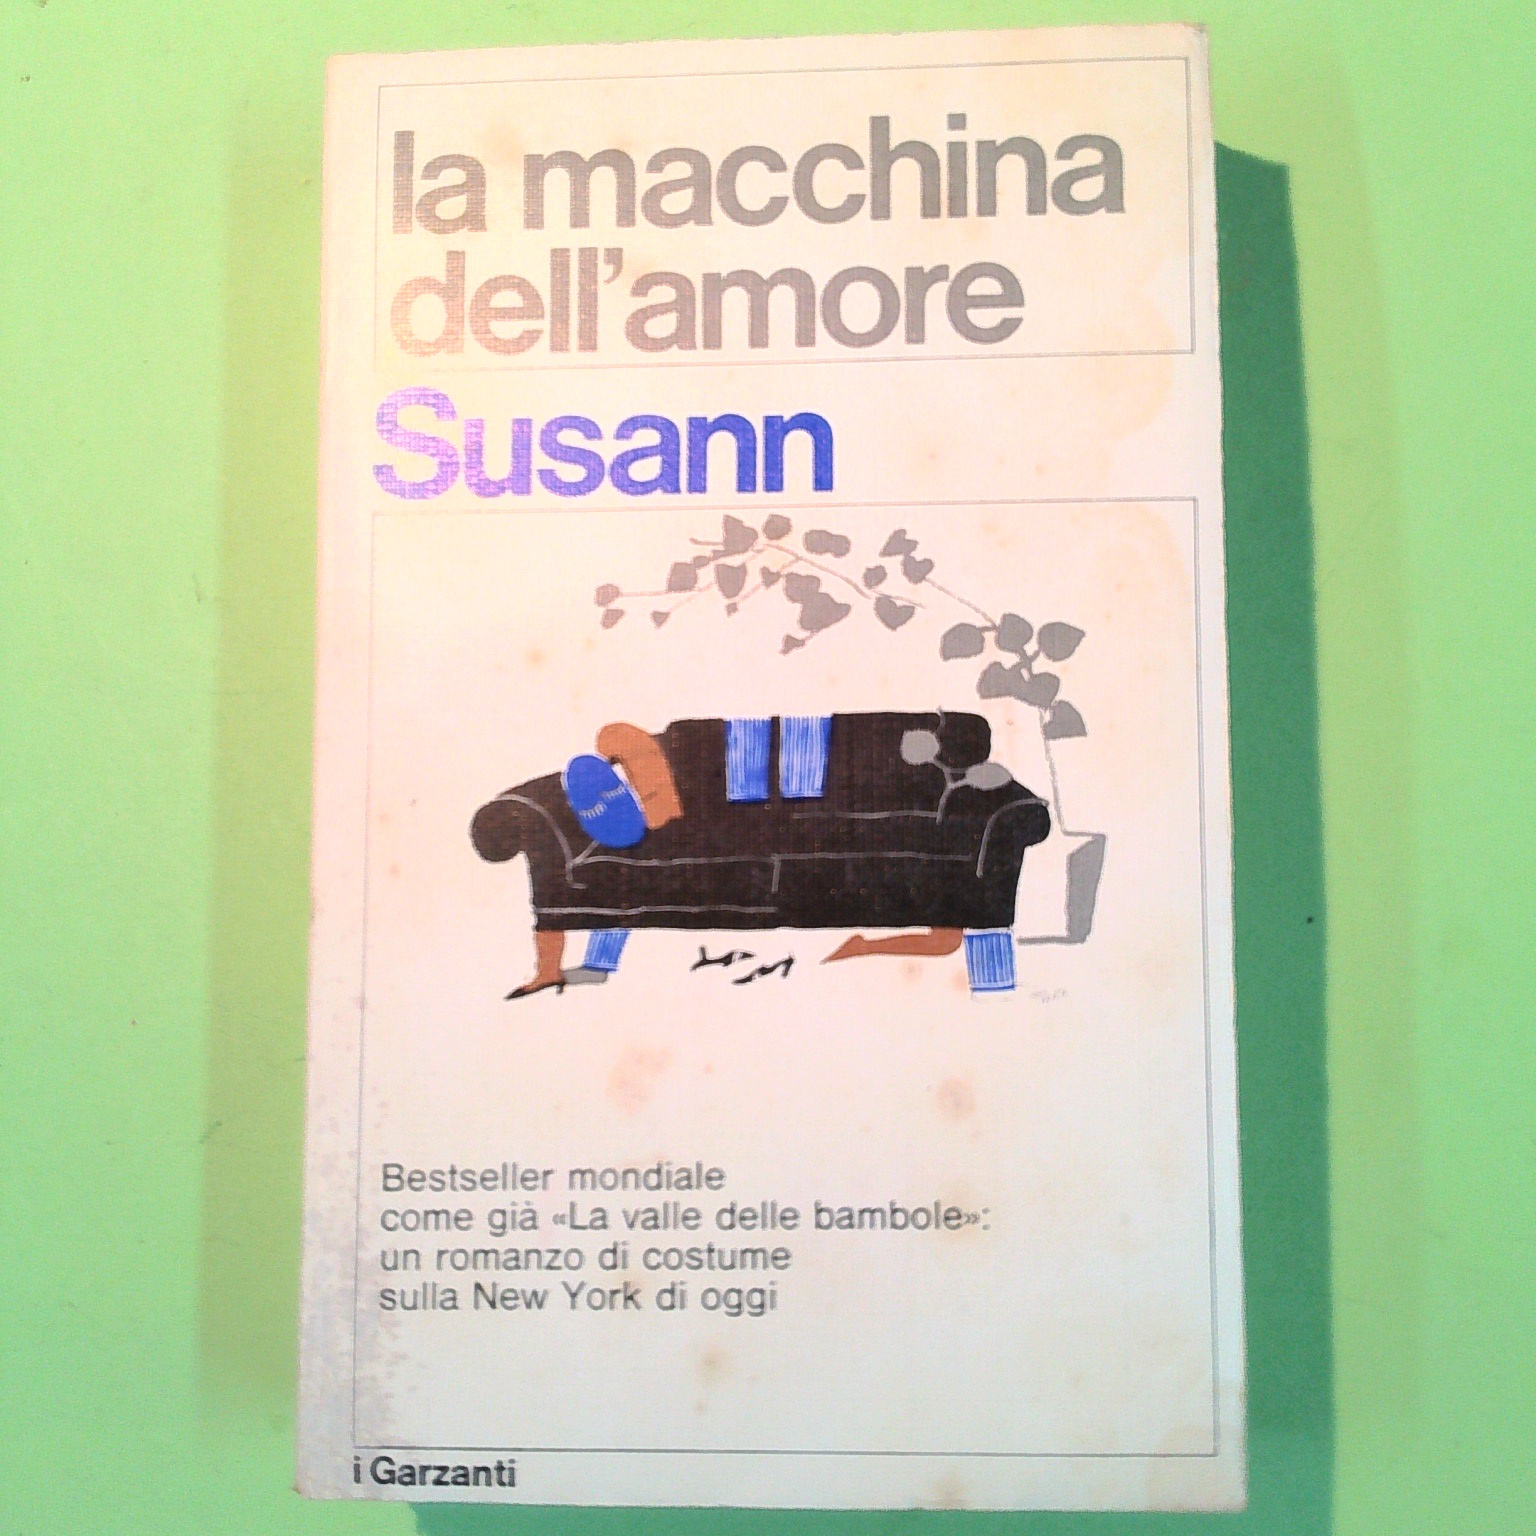 la macchina
dell'amore
Susann
Bestseller mondiale
come già «La valle delle bambole»:
un romanzo di costume
sulla New York di oggi
i Garzanti